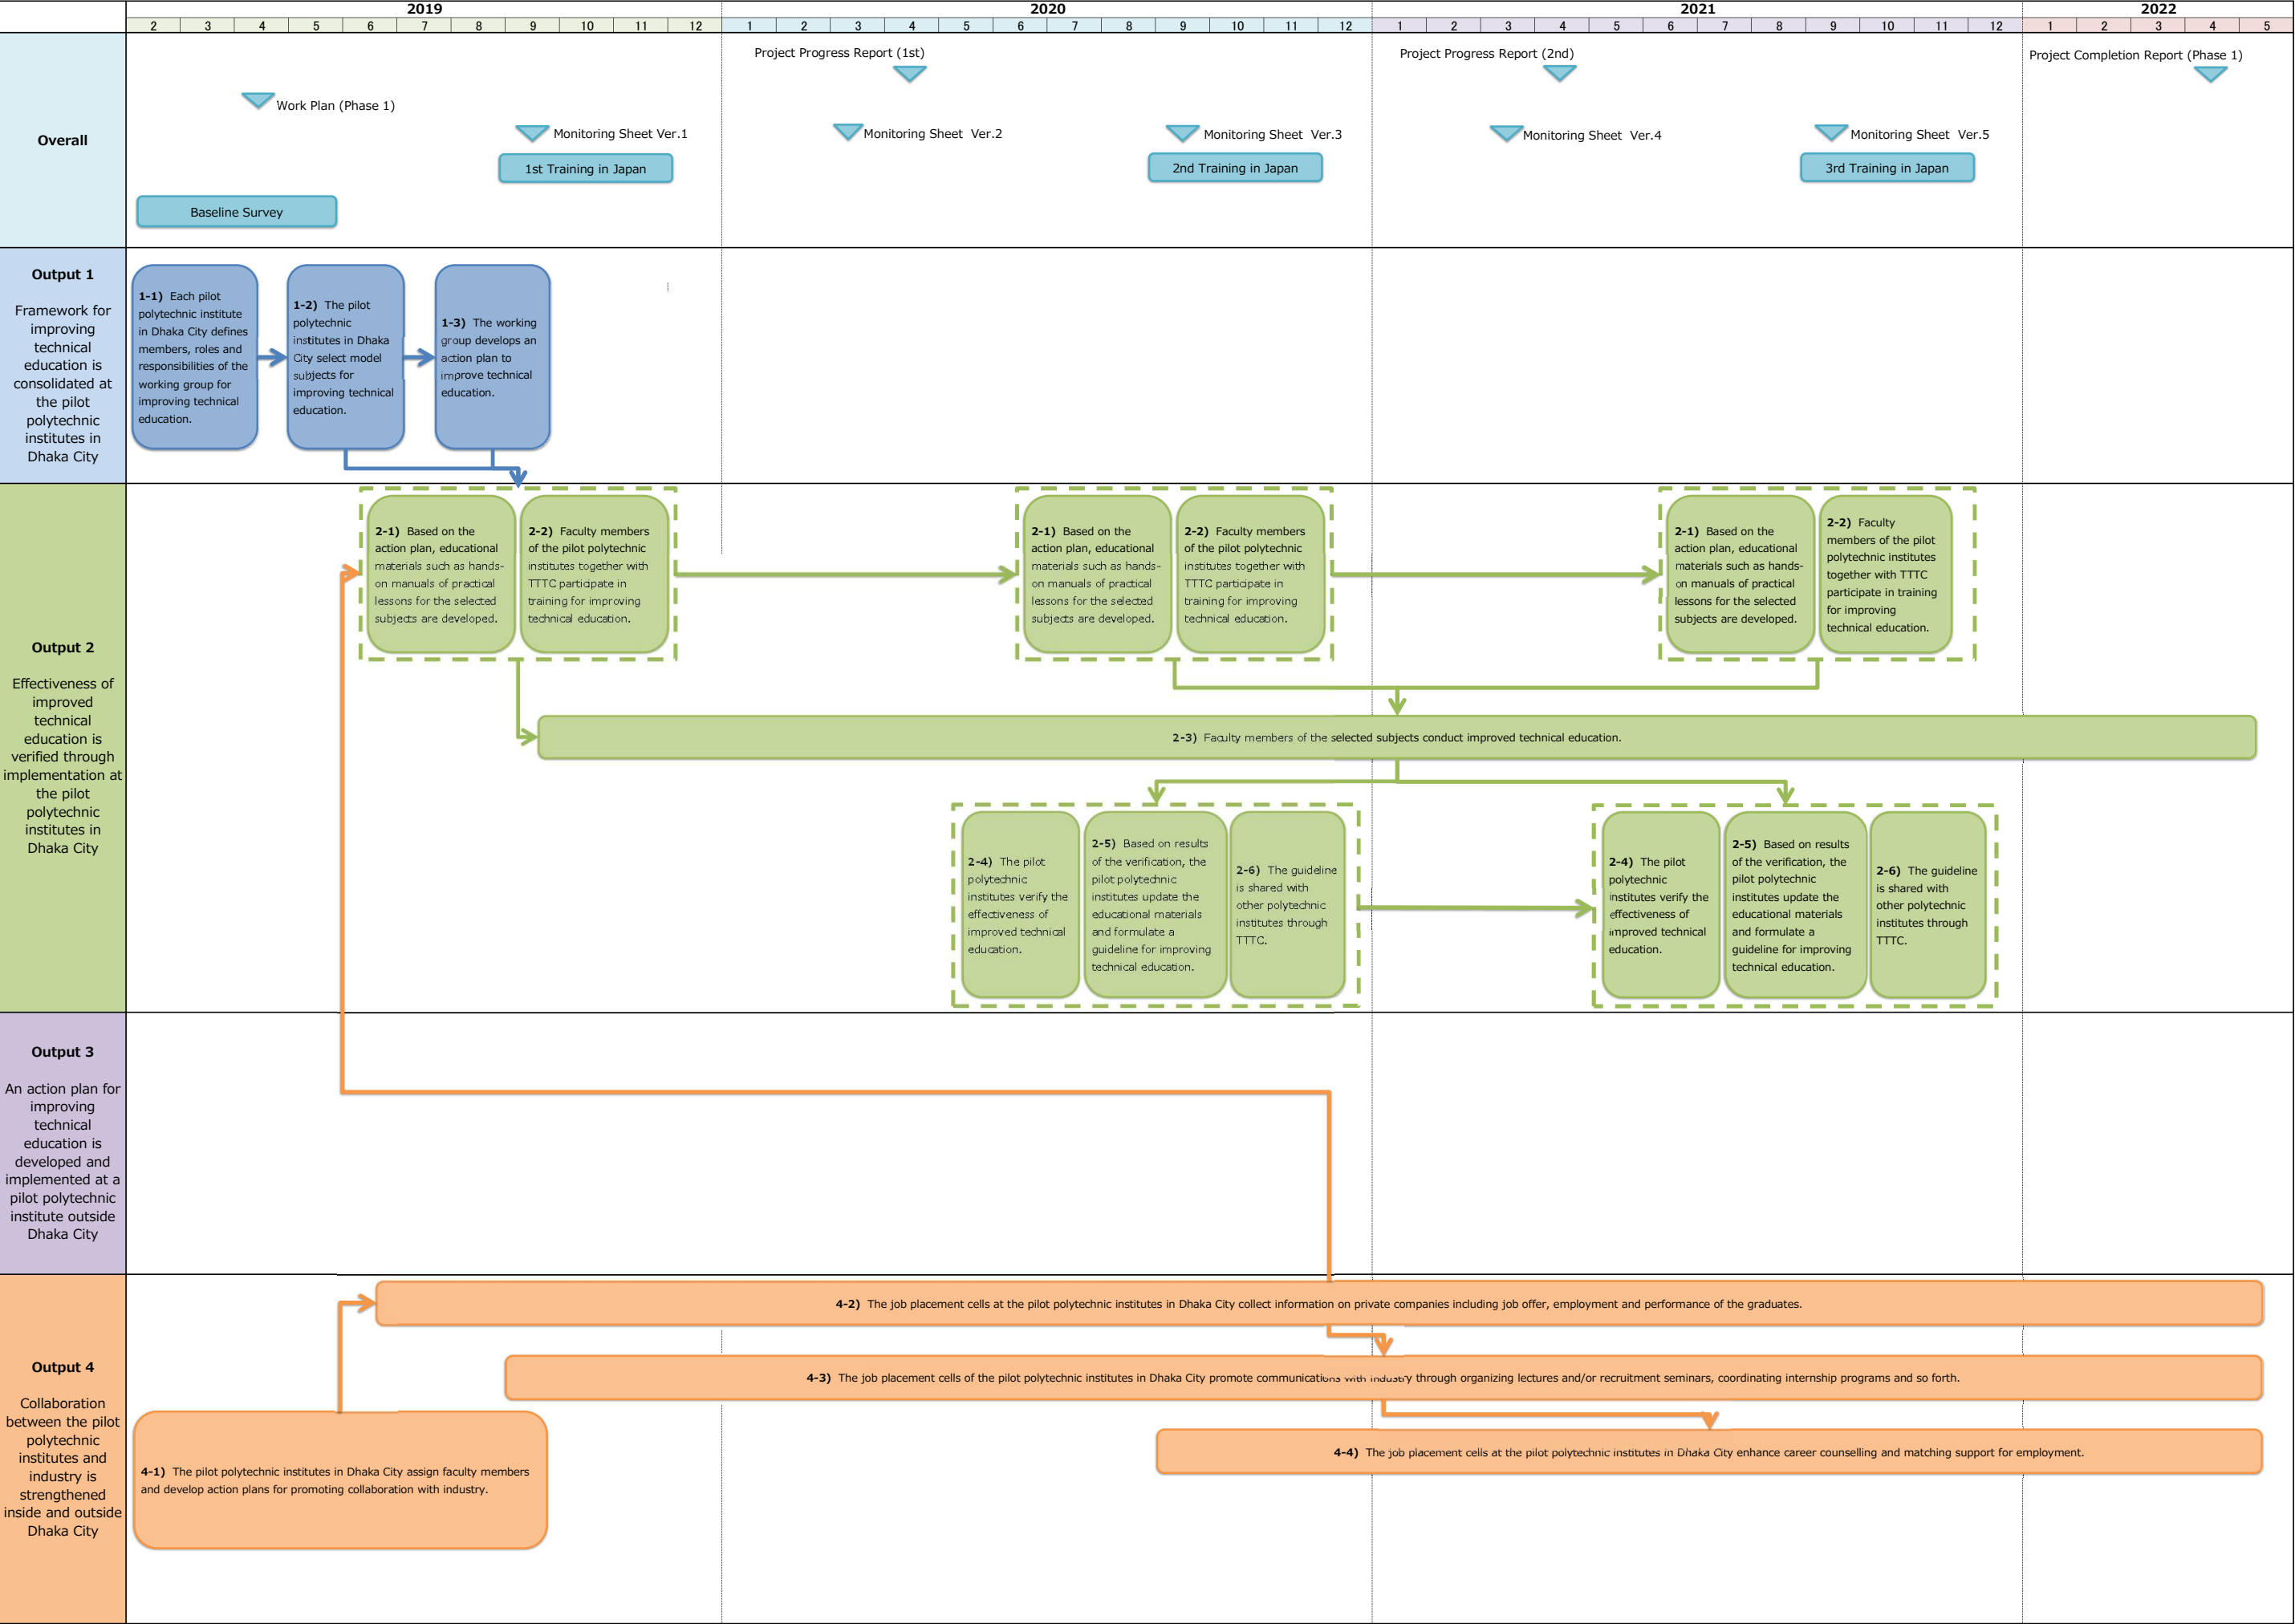 2019 2020 2021 2022
2 3 4 5 6 7 8 9 10 11 12 1 2 3 4 5 6 7 8 9 10 11 12 1 2 3 4 5 6 7 8 9 10 11 12 1 2 3 4 5
Overall
Project Progress Report (1st)
Project Progress Report (2nd)
Project Completion Report (Phase 1)
Work Plan (Phase 1)
Monitoring Sheet Ver.1
Monitoring Sheet Ver.2
Monitoring Sheet Ver.3
Monitoring Sheet Ver.4
Monitoring Sheet Ver.5
1st Training in Japan
2nd Training in Japan
3rd Training in Japan
Baseline Survey
Output 1
Framework for
improving
technical
education is
consolidated at
the pilot
polytechnic
institutes in
Dhaka City
1-1) Each pilot
polytechnic institute
in Dhaka City defines
members, roles and
responsibilities of the
working group for
improving technical
education.
1-2) The pilot
polytechnic
institutes in Dhaka
City select model
subjects for
improving technical
education.
1-3) The working
group develops an
action plan to
improve technical
education.
Output 2
Effectiveness of
improved
technical
education is
verified through
implementation at
the pilot
polytechnic
institutes in
Dhaka City
2-1) Based on the
action plan, educational
materials such as hands-
on manuals of practical
lessons for the selected
subjects are developed.
2-2) Faculty members
of the pilot polytechnic
institutes together with
TTTC participate in
training for improving
technical education.
2-1) Based on the
action plan, educational
materials such as hands-
on manuals of practical
lessons for the selected
subjects are developed.
2-2) Faculty members
of the pilot polytechnic
institutes together with
TTTC participate in
training for improving
technical education.
2-1) Based on the
action plan, educational
materials such as hands-
on manuals of practical
lessons for the selected
subjects are developed.
2-2) Faculty
members of the pilot
polytechnic institutes
together with TTTC
participate in training
for improving
technical education.
2-3) Faculty members of the selected subjects conduct improved technical education.
2-4) The pilot
polytechnic
institutes verify the
effectiveness of
improved technical
education.
2-5) Based on results
of the verification, the
pilot polytechnic
institutes update the
educational materials
and formulate a
guideline for improving
technical education.
2-6) The guideline
is shared with
other polytechnic
institutes through
TTTC.
2-4) The pilot
polytechnic
institutes verify the
effectiveness of
improved technical
education.
2-5) Based on results
of the verification, the
pilot polytechnic
institutes update the
educational materials
and formulate a
guideline for improving
technical education.
2-6) The guideline
is shared with
other polytechnic
institutes through
TTTC.
Output 3
An action plan for
improving
technical
education is
developed and
implemented at a
pilot polytechnic
institute outside
Dhaka City
Output 4
Collaboration
between the pilot
polytechnic
institutes and
industry is
strengthened
inside and outside
Dhaka City
4-2) The job placement cells at the pilot polytechnic institutes in Dhaka City collect information on private companies including job offer, employment and performance of the graduates.
4-3) The job placement cells of the pilot polytechnic institutes in Dhaka City promote communications with industry through organizing lectures and/or recruitment seminars, coordinating internship programs and so forth.
4-4) The job placement cells at the pilot polytechnic institutes in Dhaka City enhance career counselling and matching support for employment.
4-1) The pilot polytechnic institutes in Dhaka City assign faculty members
and develop action plans for promoting collaboration with industry.